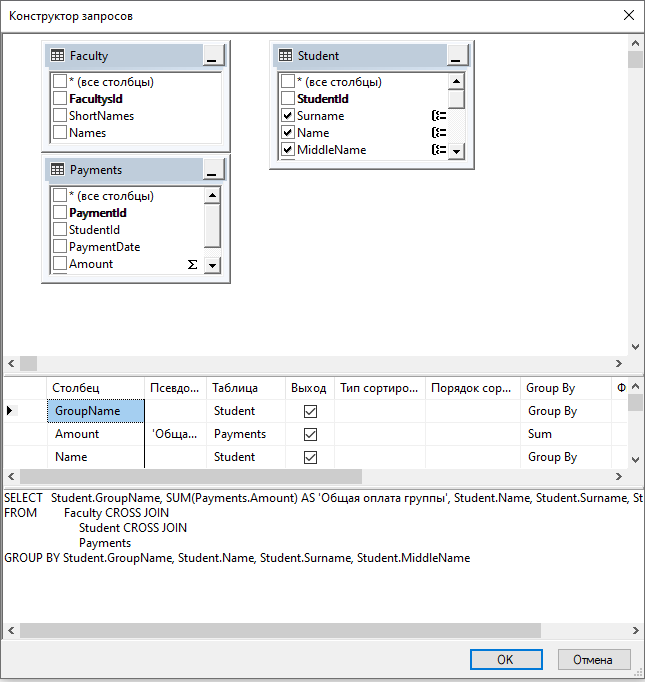 Конструктор запросов
Faculty
* (все столбцы)
FacultysId
ShortNames
Names
Student
* (все столбцы)
StudentId
Surname
Name
MiddleName
Payments
* (все столбцы)
PaymentId
StudentId
PaymentDate
Amount Σ
Столбец Псевдо... Таблица Выход Тип сортиро... Порядок сор... Group By Ф
GroupName Student Group By
Amount 'Обща... Payments Sum
Name Student Group By
SELECT Student.GroupName, SUM(Payments.Amount) AS 'Общая оплата группы', Student.Name, Student.Surname, St
FROM Faculty CROSS JOIN
Student CROSS JOIN
Payments
GROUP BY Student.GroupName, Student.Name, Student.Surname, Student.MiddleName
OK Отмена